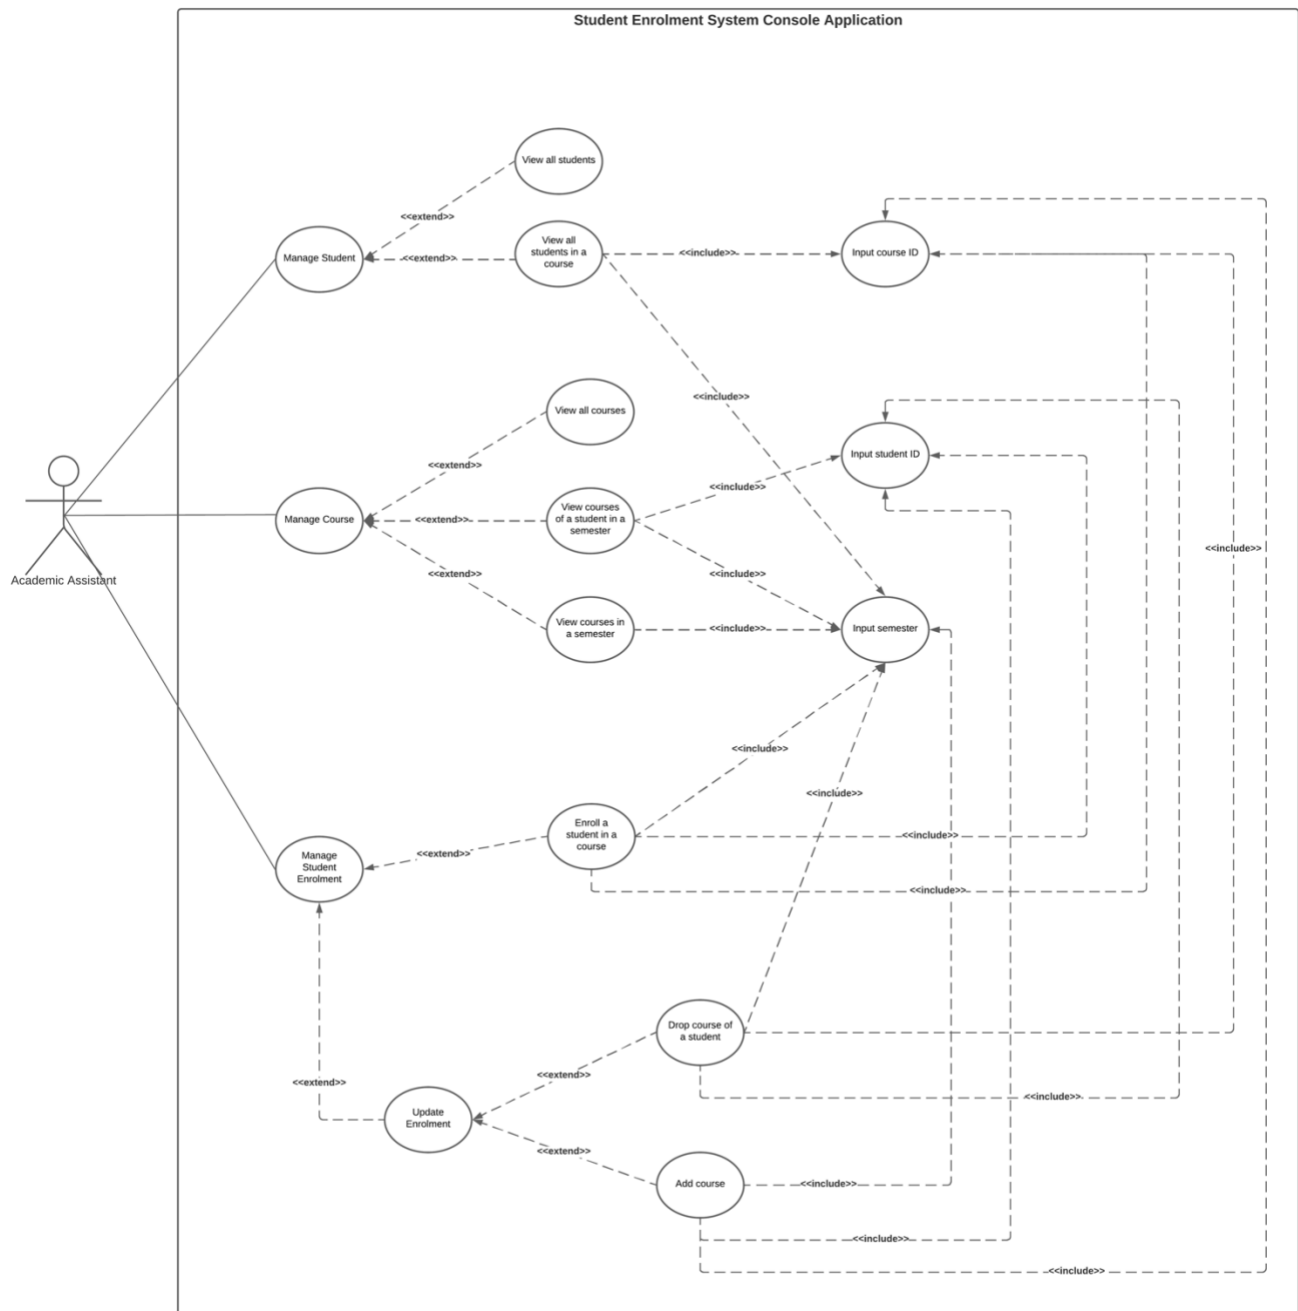 Student Enrolment System Console Application
View all students
<<extend>>
View all
students in a
course
Manage Student
<<extend>>
<<include>>
Input course ID
<<include>>
View all courses
<<extend>>
Input student ID
<<include>>
View courses
of a student in a
semester
Manage Course
<<extend>>
<<include>>
<<extend>>
<<include>>
Academic Assistant
View courses in
a semester
<<include>>
Input semester
<<include>>
<<include>>
Enroll a
student in a
course
<<include>>
<<extend>>
Manage
Student
Enrolment
<<include>>
Drop course of
a student
<<extend>>
<<extend>>
<<include>>
Update
Enrolment
<<extend>>
Add course
<<include>>
<<include>>
<<include>>